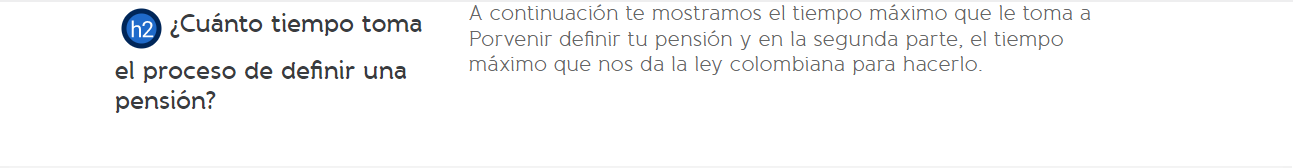 h2 ¿Cuánto tiempo toma
el proceso de definir una
pensión?
A continuación te mostramos el tiempo máximo que le toma a
Porvenir definir tu pensión y en la segunda parte, el tiempo
máximo que nos da la ley colombiana para hacerlo.